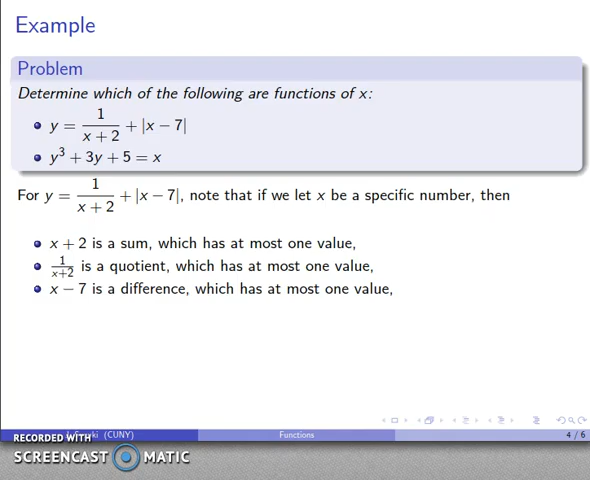 Example
Problem
Determine which of the following are functions of x:
• y = 1/(x + 2) + |x − 7|
• y³ + 3y + 5 = x
For y = 1/(x + 2) + |x − 7|, note that if we let x be a specific number, then
• x + 2 is a sum, which has at most one value,
• 1/(x+2) is a quotient, which has at most one value,
• x − 7 is a difference, which has at most one value,
(CUNY) Functions 4 / 6
RECORDED WITH
SCREENCAST MATIC